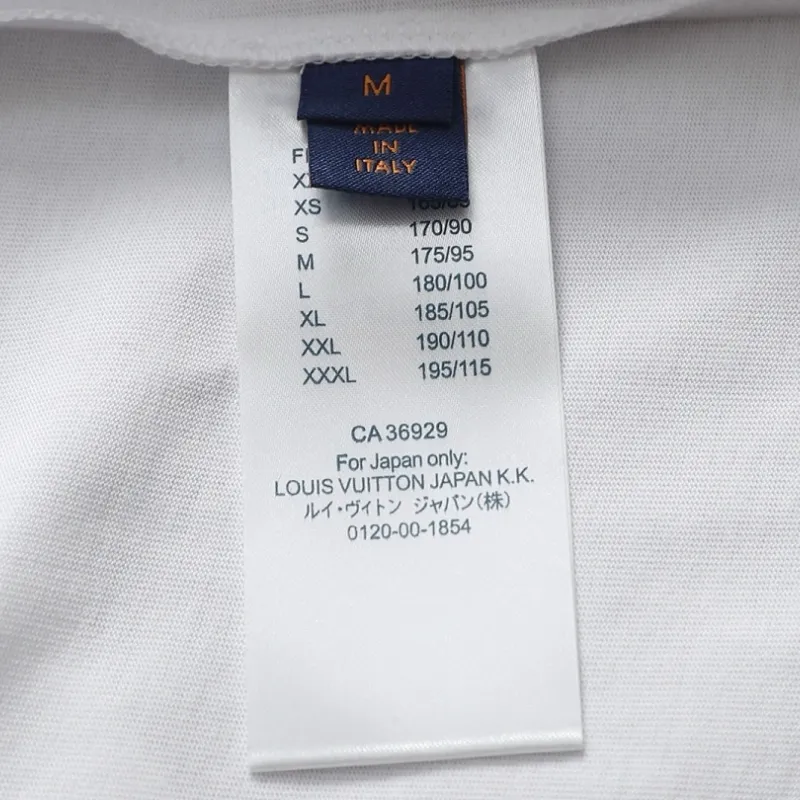 M
MADE
IN
ITALY
XS
S 170/90
M 175/95
L 180/100
XL 185/105
XXL 190/110
XXXL 195/115
CA 36929
For Japan only:
LOUIS VUITTON JAPAN K.K.
ルイ・ヴィトン ジャパン(株)
0120-00-1854